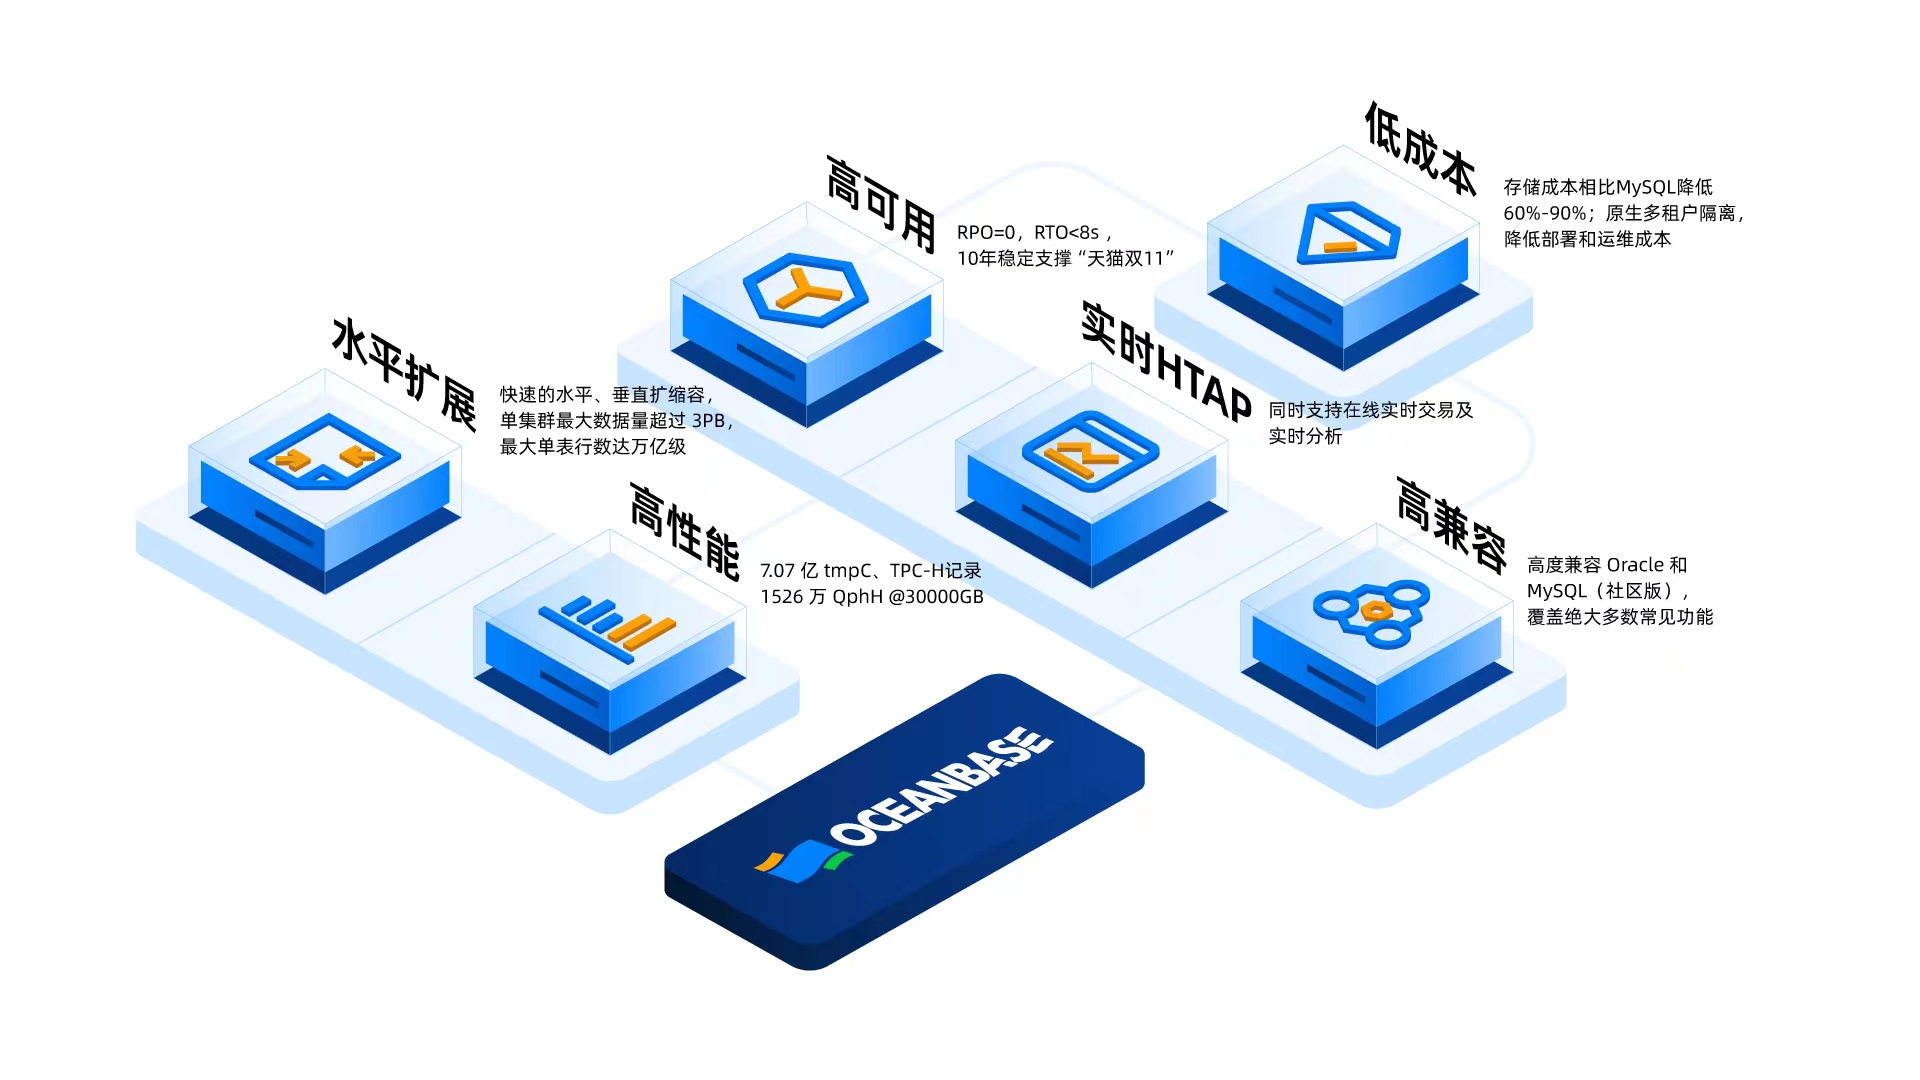 低成本
存储成本相比MySQL降低
60%-90%；原生多租户隔离，
降低部署和运维成本
高可用
RPO=0，RTO<8s ，
10年稳定支撑 “天猫双11”
实时HTAP
同时支持在线实时交易及
实时分析
水平扩展
快速的水平、垂直扩缩容，
单集群最大数据量超过 3PB，
最大单表行数达万亿级
高性能
7.07 亿 tmpC、TPC-H记录
1526 万 QphH @30000GB
高兼容
高度兼容 Oracle 和
MySQL（社区版），
覆盖绝大多数常见功能
OCEANBASE